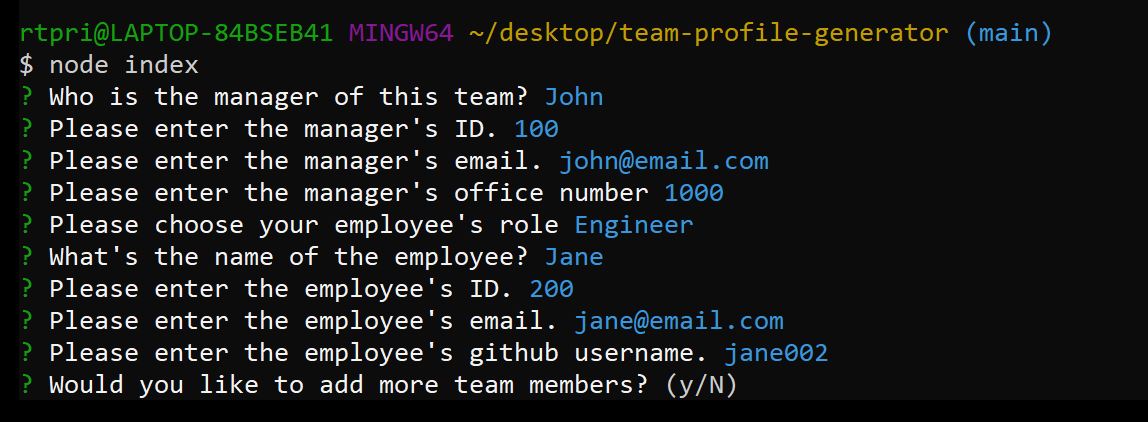 rtpri@LAPTOP-84BSEB41 MINGW64 ~/desktop/team-profile-generator (main)
$ node index
? Who is the manager of this team? John
? Please enter the manager's ID. 100
? Please enter the manager's email. john@email.com
? Please enter the manager's office number 1000
? Please choose your employee's role Engineer
? What's the name of the employee? Jane
? Please enter the employee's ID. 200
? Please enter the employee's email. jane@email.com
? Please enter the employee's github username. jane002
? Would you like to add more team members? (y/N)